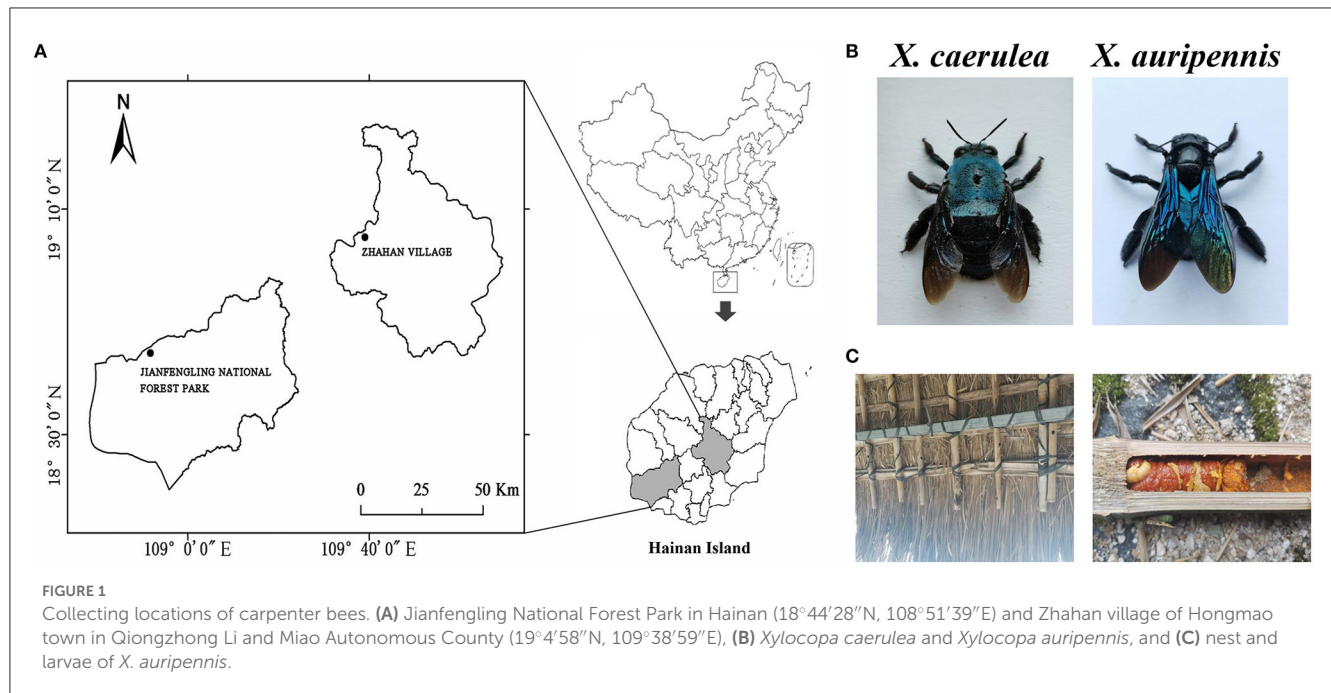 A
N
19° 10′ 0″ N
18° 30′ 0″ N
ZHAHAN VILLAGE
JIANFENGLING NATIONAL
FOREST PARK
0 25 50 Km
109° 0′0″ E
109° 40′0″ E
Hainan Island
B
X. caerulea
X. auripennis
C
FIGURE 1
Collecting locations of carpenter bees. (A) Jianfengling National Forest Park in Hainan (18°44′28″N, 108°51′39″E) and Zhahan village of Hongmao
town in Qiongzhong Li and Miao Autonomous County (19°4′58″N, 109°38′59″E), (B) Xylocopa caerulea and Xylocopa auripennis, and (C) nest and
larvae of X. auripennis.